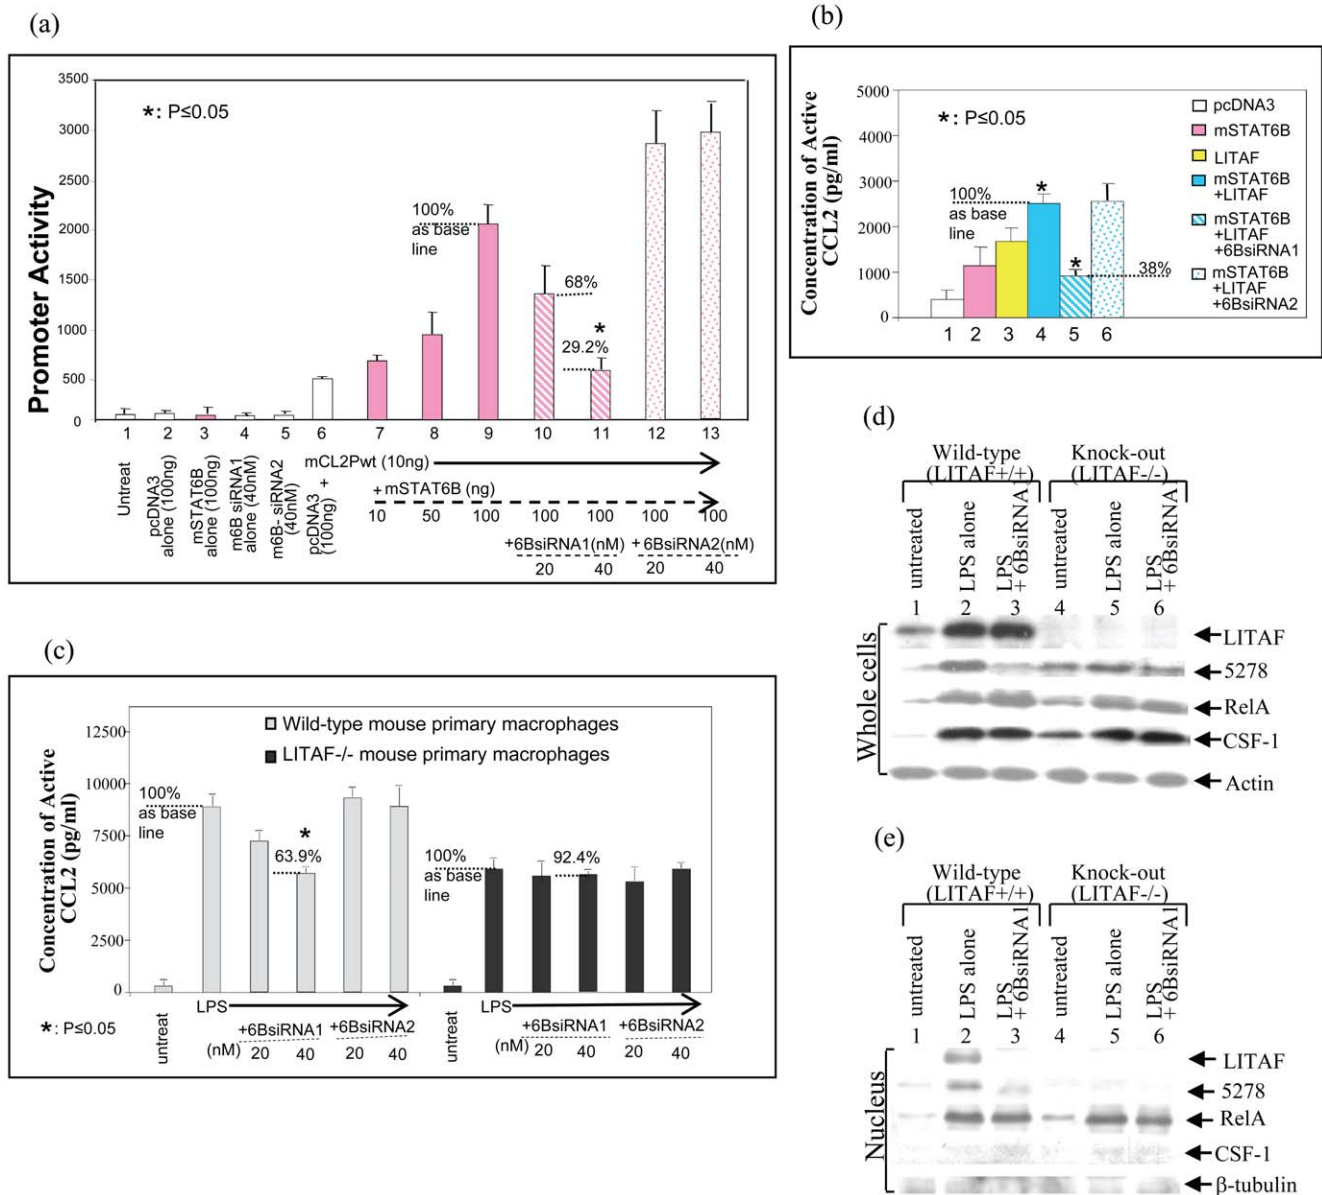 (a)
Promoter Activity
3500
3000
2500
2000
1500
1000
500
0
*: P≤0.05
100%
as base
line
68%
*
29.2%
1 2 3 4 5 6 7 8 9 10 11 12 13
Untreat
pcDNA3
alone (100ng)
mSTAT6B
alone (100ng)
m6B siRNA1
alone (40nM)
m6B- siRNA2
(40nM)
pcDNA3 +
(100ng)
mCL2Pwt (10ng)
+mSTAT6B (ng)
10 50 100 100 100 100 100
+6BsiRNA1(nM) +6BsiRNA2(nM)
20 40 20 40
(b)
Concentration of Active
CCL2 (pg/ml)
5000
4000
3000
2000
1000
0
*: P≤0.05
100%
as base
line
*
*
38%
1 2 3 4 5 6
pcDNA3
mSTAT6B
LITAF
mSTAT6B
+LITAF
mSTAT6B
+LITAF
+6BsiRNA1
mSTAT6B
+LITAF
+6BsiRNA2
(c)
Concentration of Active
CCL2 (pg/ml)
12500
10000
7500
5000
2500
0
Wild-type mouse primary macrophages
LITAF-/- mouse primary macrophages
100%
as base
line
*
63.9%
100%
as base
line
92.4%
*: P≤0.05
untreat
LPS
+6BsiRNA1 +6BsiRNA2
(nM) 20 40 20 40
untreat
LPS
+6BsiRNA1 +6BsiRNA2
(nM) 20 40 20 40
(d)
Wild-type Knock-out
(LITAF+/+) (LITAF-/-)
untreated
LPS alone
LPS
+ 6BsiRNA1
untreated
LPS alone
LPS
+ 6BsiRNA1
1 2 3 4 5 6
Whole cells
LITAF
5278
RelA
CSF-1
Actin
(e)
Wild-type Knock-out
(LITAF+/+) (LITAF-/-)
untreated
LPS alone
LPS
+ 6BsiRNA1
untreated
LPS alone
LPS
+ 6BsiRNA1
1 2 3 4 5 6
Nucleus
LITAF
5278
RelA
CSF-1
β-tubulin